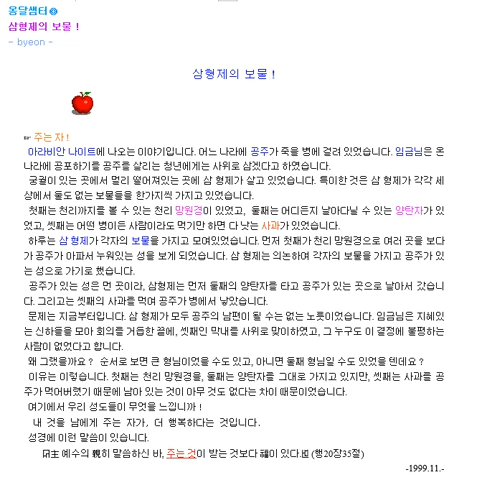 옹달샘터
삼형제의 보물 !
- byeon -
삼형제의 보물 !
☞ 주는 자 !
아라비안 나이트에 나오는 이야기입니다. 어느 나라에 공주가 죽을 병에 걸려 있었습니다. 임금님은 온
나라에 공포하기를 공주를 살리는 청년에게는 사위로 삼겠다고 하였습니다.
궁궐이 있는 곳에서 멀리 떨어져있는 곳에 삼 형제가 살고 있었습니다. 특이한 것은 삼 형제가 각각 세
상에서 둘도 없는 보물들을 한가지씩 가지고 있었습니다.
첫째는 천리까지를 볼 수 있는 천리 망원경이 있었고, 둘째는 어디든지 날아다닐 수 있는 양탄자가 있
었고, 셋째는 어떤 병이든 사람이라도 먹기만 하면 다 낫는 사과가 있었습니다.
하루는 삼 형제가 각자의 보물을 가지고 모여있었습니다. 먼저 첫째가 천리 망원경으로 여러 곳을 보다
가 공주가 아파서 누워있는 성을 보게 되었습니다. 삼 형제는 의논하여 각자의 보물을 가지고 공주가 있
는 성으로 가기로 했습니다.
공주가 있는 성은 먼 곳이라, 삼형제는 먼저 둘째의 양탄자를 타고 공주가 있는 곳으로 날아서 갔습니
다. 그리고는 셋째의 사과를 먹여 공주가 병에서 낳았습니다.
문제는 지금부터입니다. 삼 형제가 모두 공주의 남편이 될 수는 없는 노릇이었습니다. 임금님은 지혜있
는 신하들을 모아 회의를 거듭한 끝에, 셋째인 막내를 사위로 맞이하였고, 그 누구도 이 결정에 불평하는
사람이 없었다고 합니다.
왜 그랬을까요 ? 순서로 보면 큰 형님이었을 수도 있고, 아니면 둘째 형님일 수도 있었을 텐데요 ?
이유는 이렇습니다. 첫째는 천리 망원경을, 둘째는 양탄자를 그대로 가지고 있지만, 셋째는 사과를 공
주가 먹어버렸기 때문에 남아 있는 것이 아무 것도 없다는 차이 때문이었습니다.
여기에서 우리 성도들이 무엇을 느낍니까 !
내 것을 남에게 주는 자가, 더 행복하다는 것입니다.
성경에 이런 말씀이 있습니다.
主 예수의 親히 말씀하신 바, 주는 것이 받는 것보다 福이 있다. (행20장35절)
-1999.11.-